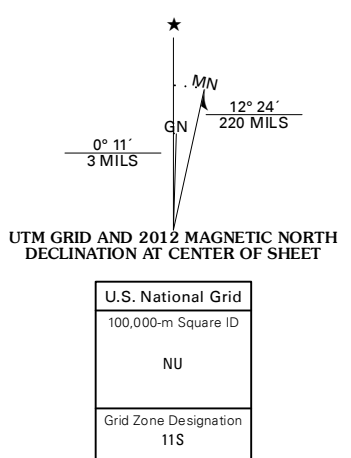 ★
MN
GN
12° 24´
220 MILS
0° 11´
3 MILS
UTM GRID AND 2012 MAGNETIC NORTH
DECLINATION AT CENTER OF SHEET
U.S. National Grid
100,000-m Square ID
NU
Grid Zone Designation
11S